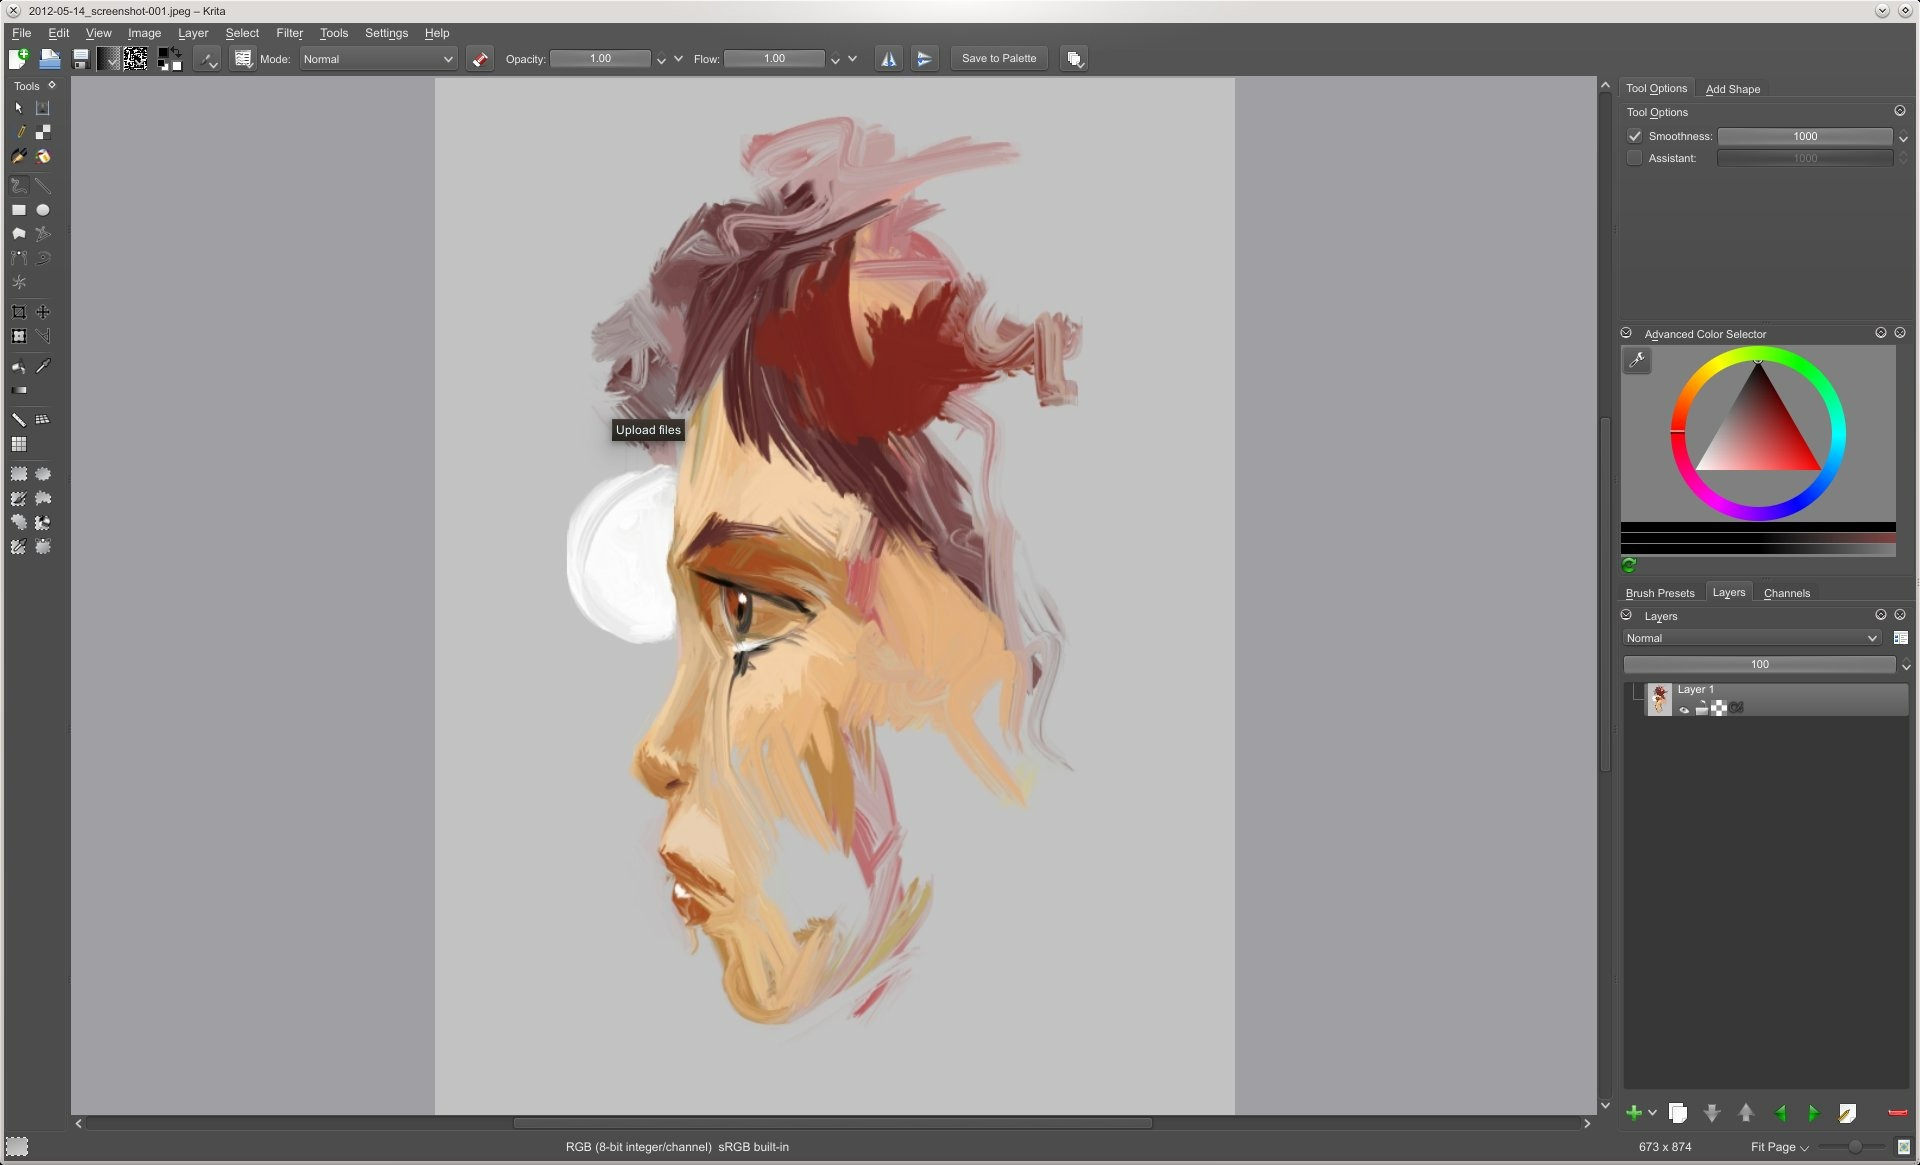 2012-05-14_screenshot-001.jpeg – Krita
File Edit View Image Layer Select Filter Tools Settings Help
Mode: Normal Opacity: 1.00 Flow: 1.00 Save to Palette
Tools
Upload files
Tool Options Add Shape
Tool Options
Smoothness: 1000
Assistant: 1000
Advanced Color Selector
Brush Presets Layers Channels
Layers
Normal
100
Layer 1
RGB (8-bit integer/channel) sRGB built-in
673 x 874 Fit Page